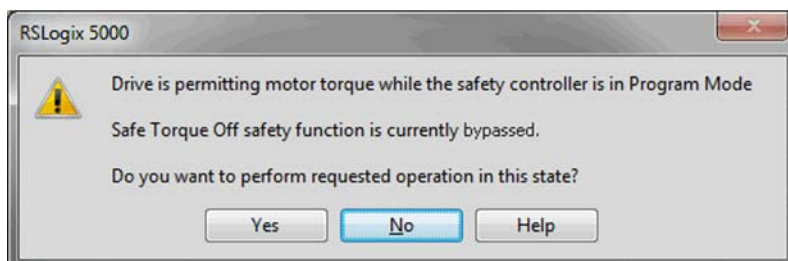 RSLogix 5000
Drive is permitting motor torque while the safety controller is in Program Mode
Safe Torque Off safety function is currently bypassed.
Do you want to perform requested operation in this state?
Yes
No
Help